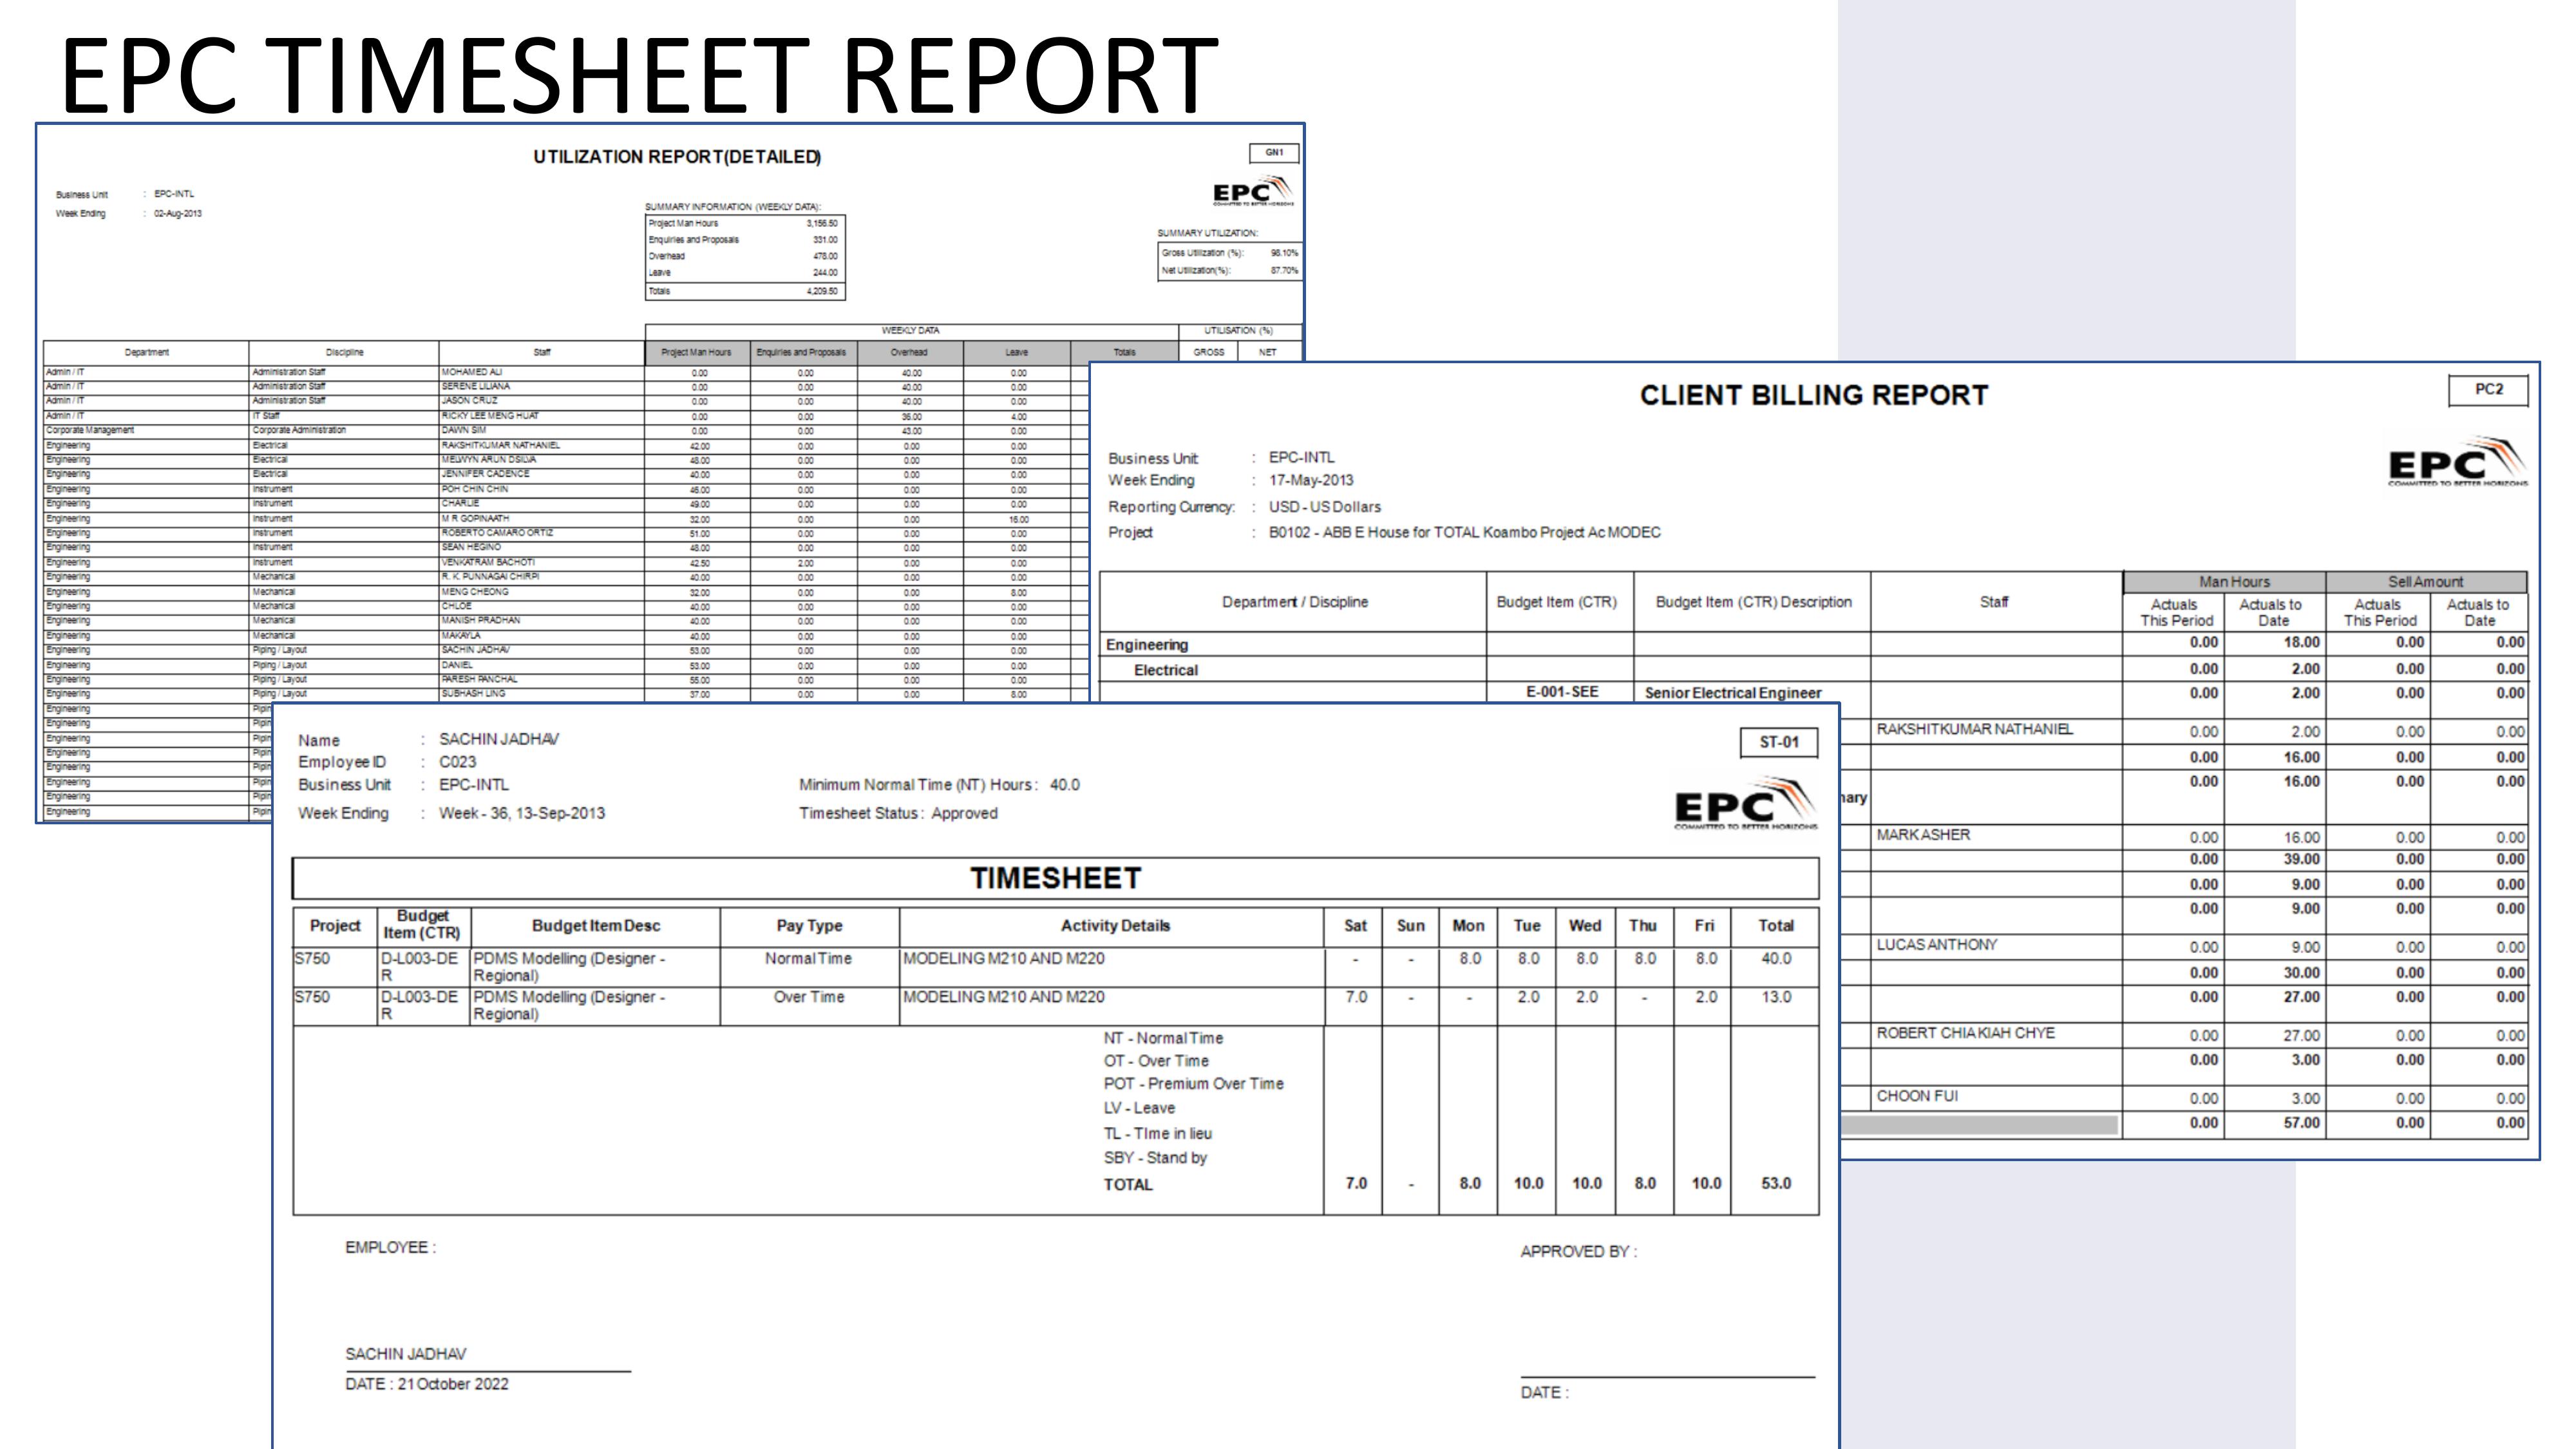 EPC TIMESHEET REPORT
UTILIZATION REPORT(DETAILED)
GN1
Business Unit : EPC-INTL
Week Ending : 02-Aug-2013
EPC
COMMITTED TO BETTER HORIZONS
SUMMARY INFORMATION (WEEKLY DATA):
Project Man Hours 3,156.50
Enquiries and Proposals 331.00
Overhead 478.00
Leave 244.00
Totals 4,209.50
SUMMARY UTILIZATION:
Gross Utilization (%): 98.10%
Net Utilization(%): 87.70%
WEEKLY DATA UTILISATION (%)
Department Discipline Staff Project Man Hours Enquiries and Proposals Overhead Leave Totals GROSS NET
Admin / IT Administration Staff MOHAMED ALI 0.00 0.00 40.00 0.00
Admin / IT Administration Staff SERENE LILIANA 0.00 0.00 40.00 0.00
Admin / IT Administration Staff JASON CRUZ 0.00 0.00 40.00 0.00
Admin / IT IT Staff RICKY LEE MENG HUAT 0.00 0.00 36.00 4.00
Corporate Management Corporate Administration DAWN SIM 0.00 0.00 43.00 0.00
Engineering Electrical RAKSHITKUMAR NATHANIEL 42.00 0.00 0.00 0.00
Engineering Electrical MELWYN ARUN DSILVA 48.00 0.00 0.00 0.00
Engineering Electrical JENNIFER CADENCE 40.00 0.00 0.00 0.00
Engineering Instrument POH CHIN CHIN 46.00 0.00 0.00 0.00
Engineering Instrument CHARLIE 49.00 0.00 0.00 0.00
Engineering Instrument M R GOPINAATH 32.00 0.00 0.00 16.00
Engineering Instrument ROBERTO CAMARO ORTIZ 51.00 0.00 0.00 0.00
Engineering Instrument SEAN HEGINO 48.00 0.00 0.00 0.00
Engineering Instrument VENKATRAM BACHOTI 42.50 2.00 0.00 0.00
Engineering Mechanical R. K. PUNNAGAI CHIRPI 40.00 0.00 0.00 0.00
Engineering Mechanical MENG CHEONG 32.00 0.00 0.00 8.00
Engineering Mechanical CHLOE 40.00 0.00 0.00 0.00
Engineering Mechanical MANISH PRADHAN 40.00 0.00 0.00 0.00
Engineering Mechanical MAKAYLA 40.00 0.00 0.00 0.00
Engineering Piping / Layout SACHIN JADHAV 53.00 0.00 0.00 0.00
Engineering Piping / Layout DANIEL 53.00 0.00 0.00 0.00
Engineering Piping / Layout PARESH PANCHAL 55.00 0.00 0.00 0.00
Engineering Piping / Layout SUBHASH LING 37.00 0.00 0.00 8.00
Engineering Pipin
Engineering Pipin
Engineering Pipin
Engineering Pipin
Engineering Pipin
Engineering Pipin
Engineering Pipin
Engineering Pipin
CLIENT BILLING REPORT
PC2
Business Unit : EPC-INTL
Week Ending : 17-May-2013
Reporting Currency: : USD - US Dollars
Project : B0102 - ABB E House for TOTAL Koambo Project Ac MODEC
EPC
COMMITTED TO BETTER HORIZONS
Man Hours Sell Amount
Department / Discipline Budget Item (CTR) Budget Item (CTR) Description Staff Actuals This Period Actuals to Date Actuals This Period Actuals to Date
Engineering 0.00 18.00 0.00 0.00
Electrical 0.00 2.00 0.00 0.00
E-001-SEE Senior Electrical Engineer 0.00 2.00 0.00 0.00
RAKSHITKUMAR NATHANIEL 0.00 2.00 0.00 0.00
0.00 16.00 0.00 0.00
nary 0.00 16.00 0.00 0.00
MARK ASHER 0.00 16.00 0.00 0.00
0.00 39.00 0.00 0.00
0.00 9.00 0.00 0.00
0.00 9.00 0.00 0.00
LUCAS ANTHONY 0.00 9.00 0.00 0.00
0.00 30.00 0.00 0.00
0.00 27.00 0.00 0.00
ROBERT CHIA KIAH CHYE 0.00 27.00 0.00 0.00
0.00 3.00 0.00 0.00
CHOON FUI 0.00 3.00 0.00 0.00
0.00 57.00 0.00 0.00
Name : SACHIN JADHAV
ST-01
Employee ID : C023
Business Unit : EPC-INTL Minimum Normal Time (NT) Hours : 40.0
Week Ending : Week - 36, 13-Sep-2013 Timesheet Status : Approved
EPC
COMMITTED TO BETTER HORIZONS
TIMESHEET
Project Budget Item (CTR) Budget Item Desc Pay Type Activity Details Sat Sun Mon Tue Wed Thu Fri Total
S750 D-L003-DER PDMS Modelling (Designer - Regional) Normal Time MODELING M210 AND M220 - - 8.0 8.0 8.0 8.0 8.0 40.0
S750 D-L003-DER PDMS Modelling (Designer - Regional) Over Time MODELING M210 AND M220 7.0 - - 2.0 2.0 - 2.0 13.0
NT - Normal Time
OT - Over Time
POT - Premium Over Time
LV - Leave
TL - TIme in lieu
SBY - Stand by
TOTAL 7.0 - 8.0 10.0 10.0 8.0 10.0 53.0
EMPLOYEE :
APPROVED BY :
SACHIN JADHAV
DATE : 21 October 2022
DATE :